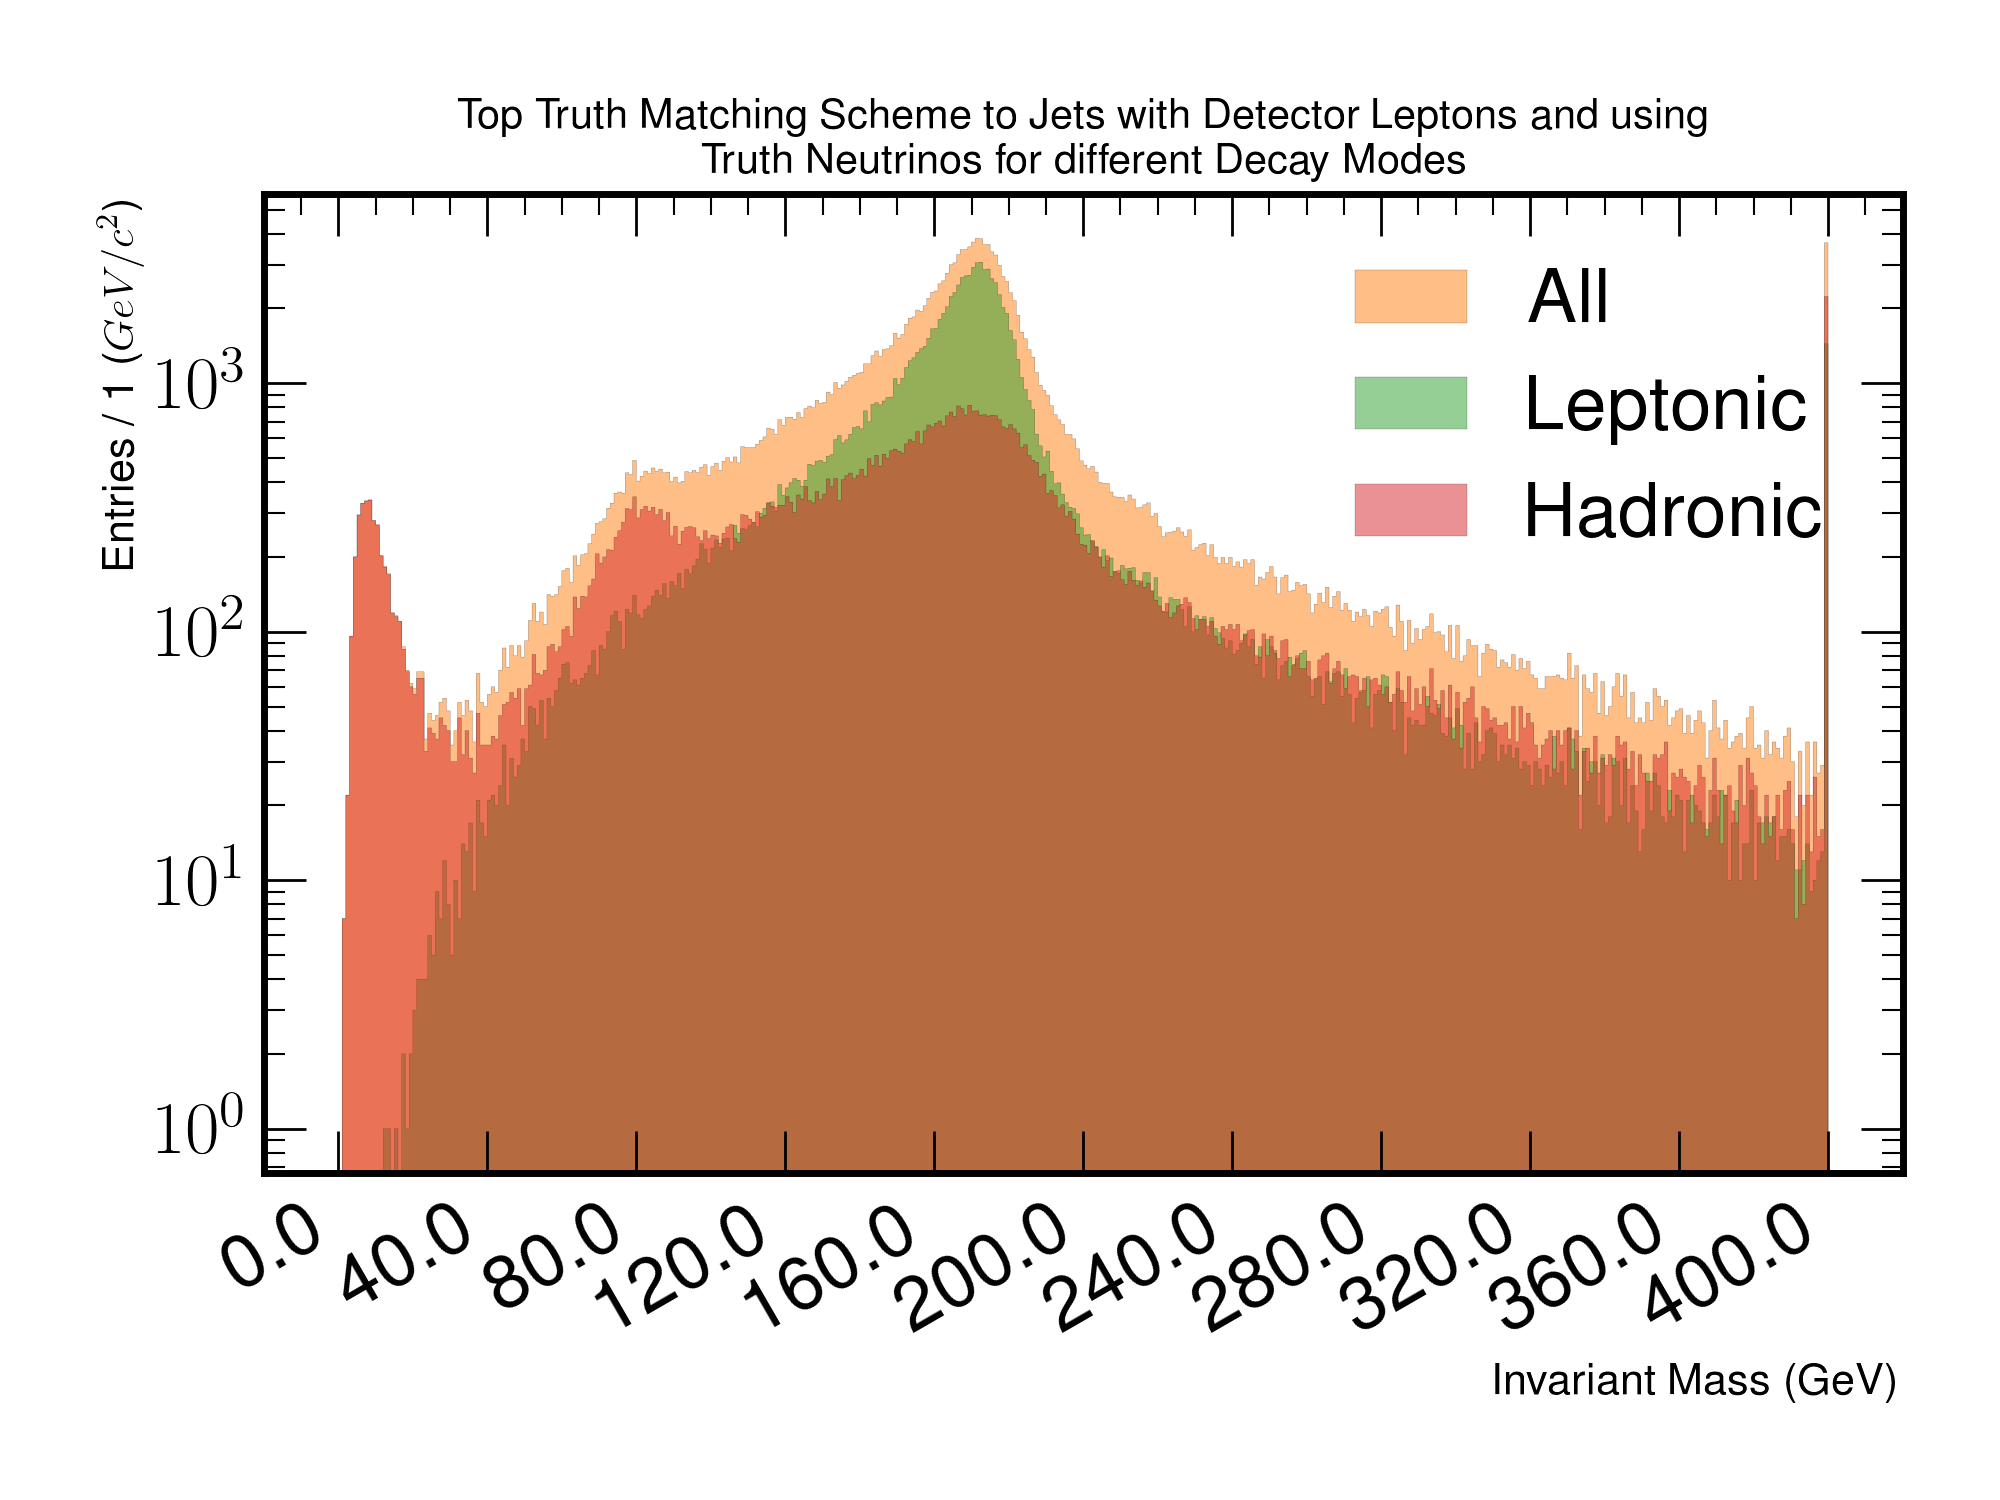 Top Truth Matching Scheme to Jets with Detector Leptons and using
Truth Neutrinos for different Decay Modes
Entries / 1 (GeV/c²)
10³
10²
10¹
10⁰
All
Leptonic
Hadronic
0.0 40.0 80.0 120.0 160.0 200.0 240.0 280.0 320.0 360.0 400.0
Invariant Mass (GeV)